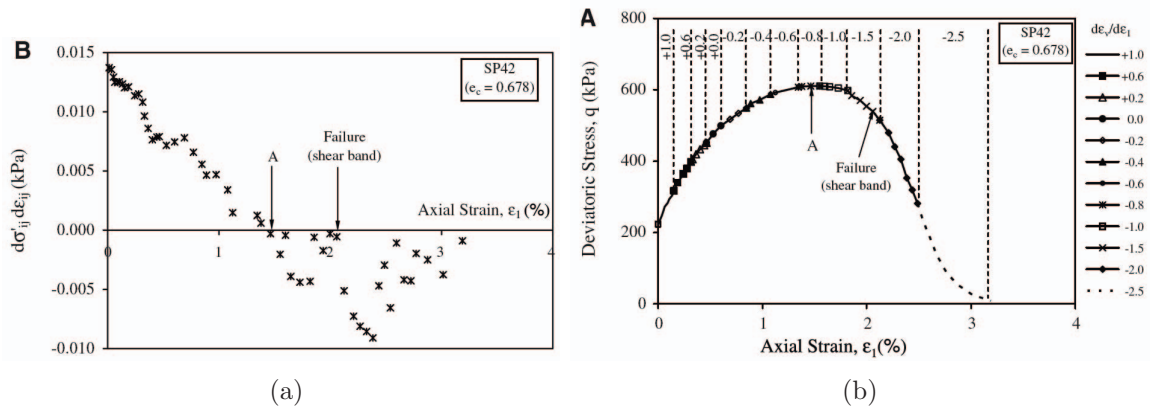 B
0.015
0.010
0.005
0.000
-0.005
-0.010
dσ'ij dεij (kPa)
SP42
(ec = 0.678)
Failure
(shear band)
A
Axial Strain, ε1(%)
0 1 2 3 4
(a)
A
800
600
400
200
0
Deviatoric Stress, q (kPa)
+1.0 +0.6 +0.2 +0.0 -0.2 -0.4 -0.6 -0.8 -1.0 -1.5 -2.0 -2.5
SP42
(ec = 0.678)
A
Failure
(shear band)
0 1 2 3 4
Axial Strain, ε1(%)
dεv/dε1
+1.0
+0.6
+0.2
0.0
-0.2
-0.4
-0.6
-0.8
-1.0
-1.5
-2.0
-2.5
(b)